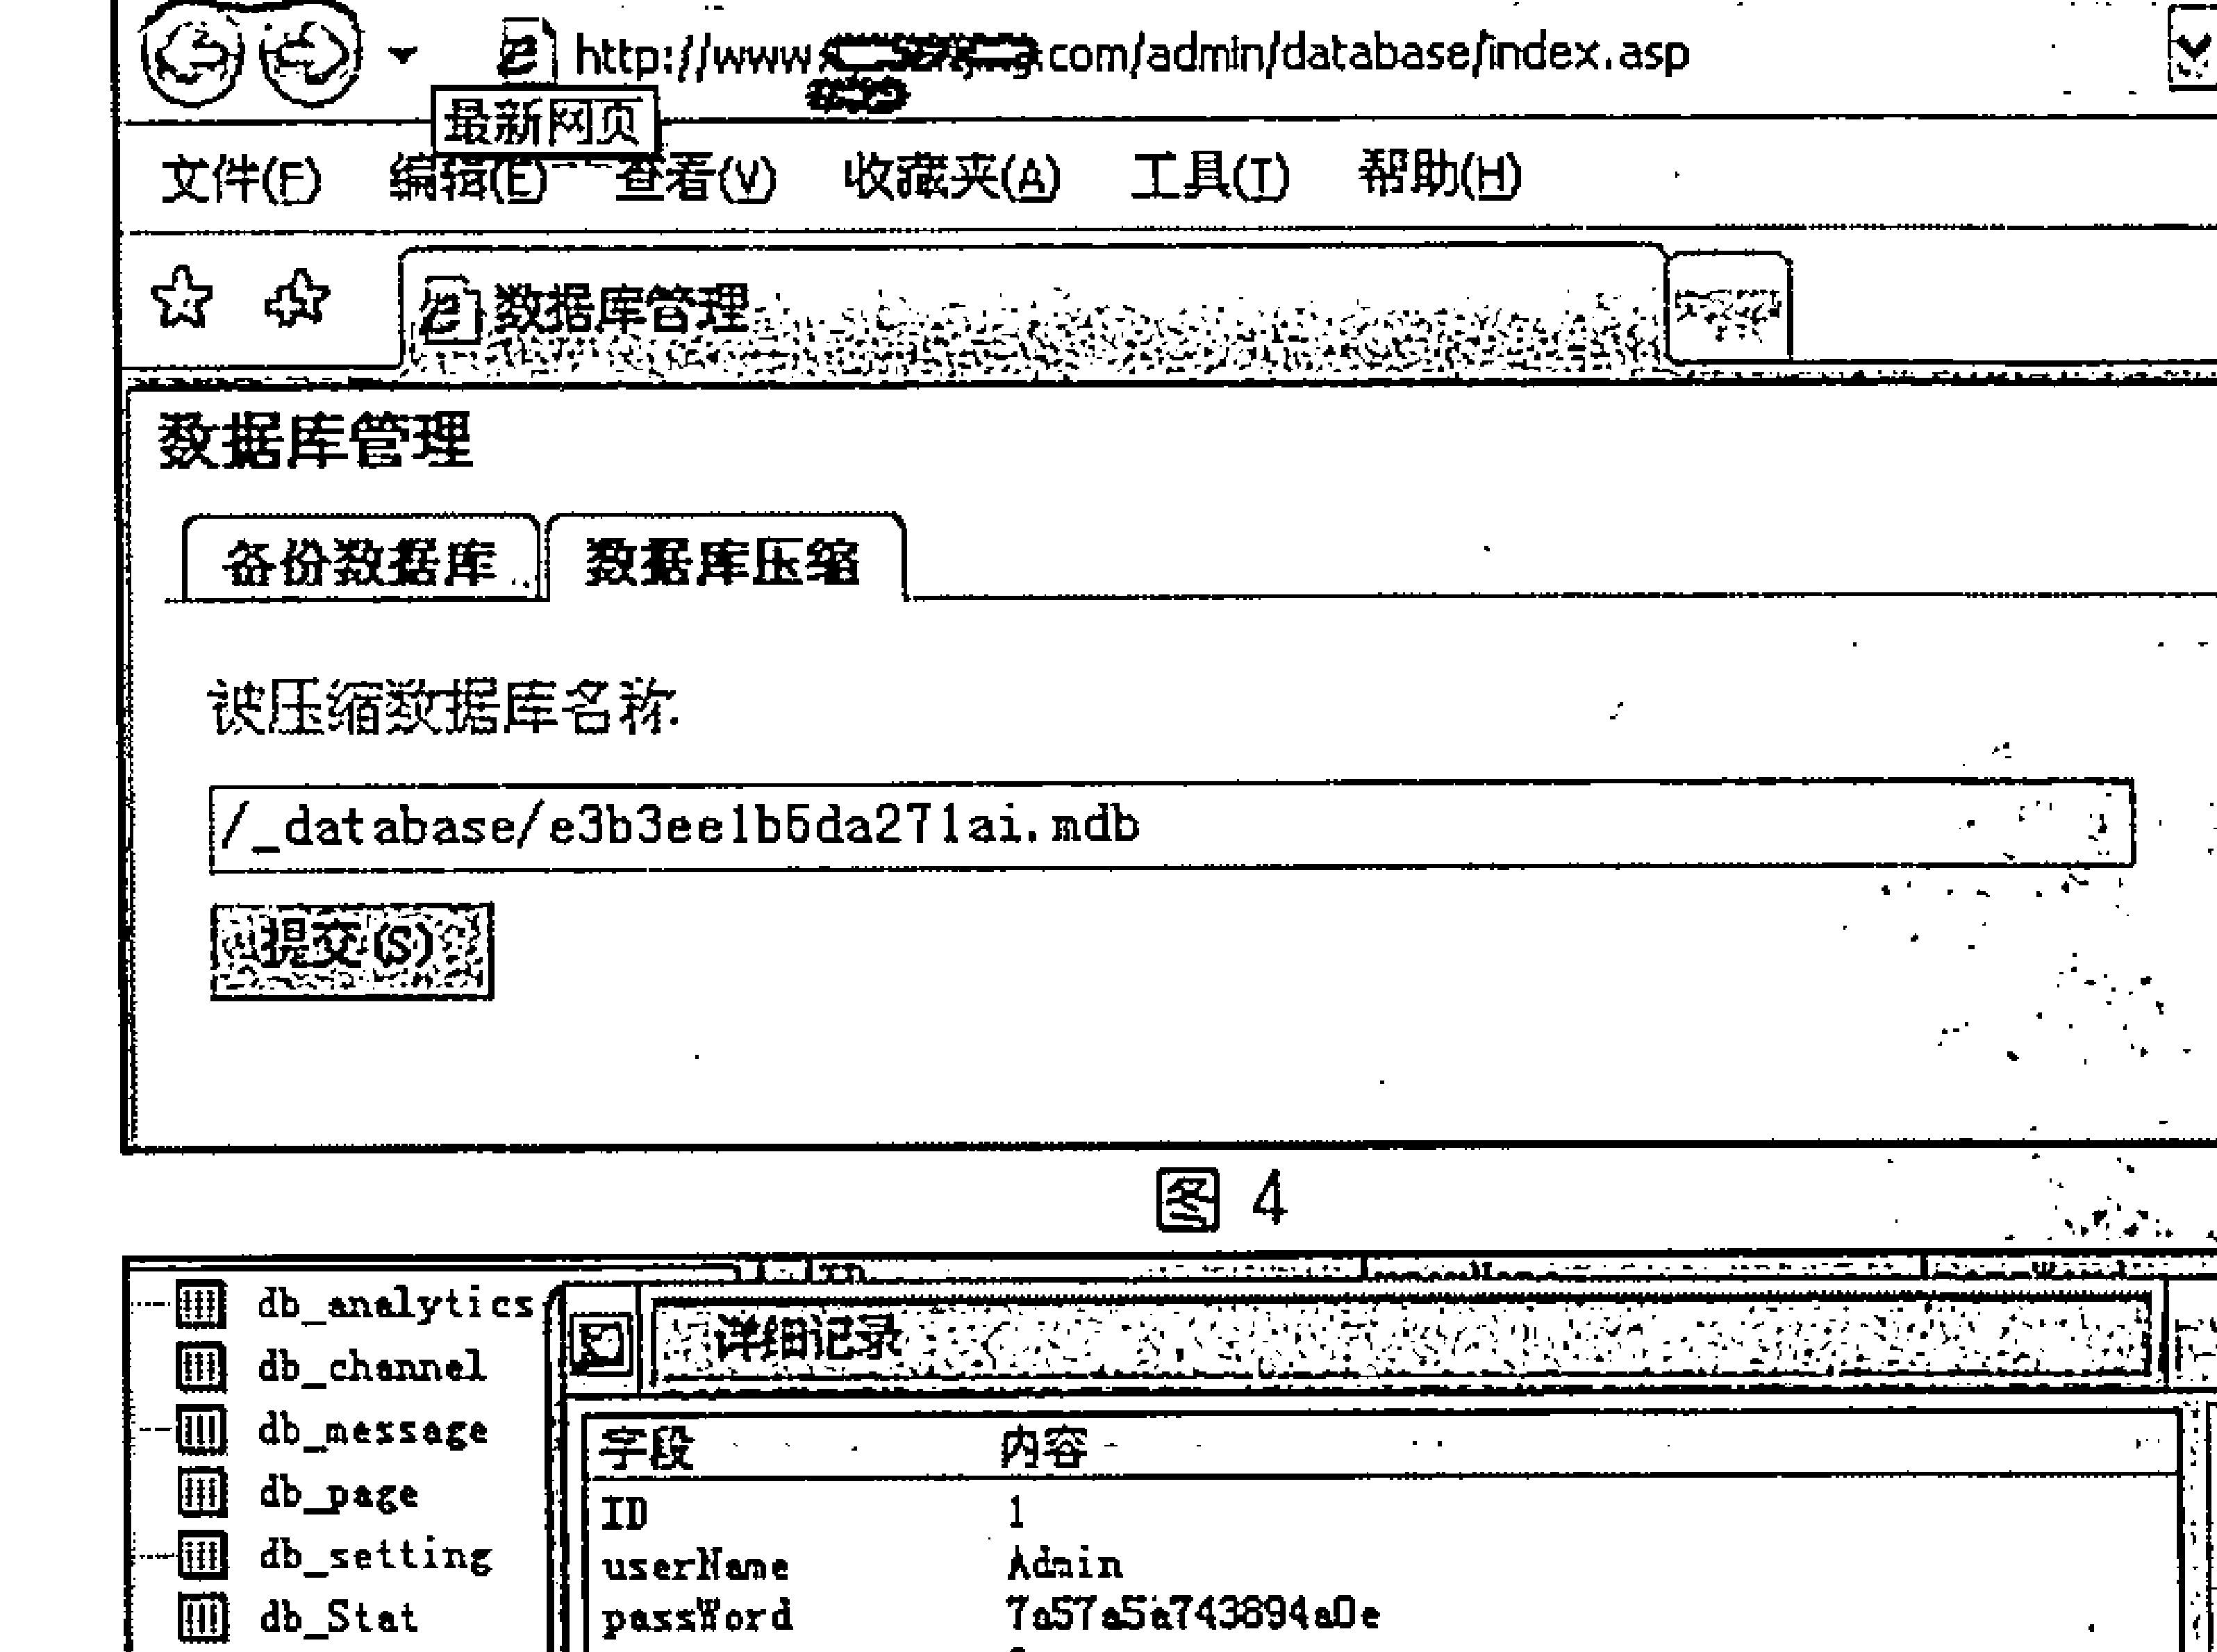 http://www.com/admin/database/index.asp
最新网页
文件(F) 编辑(E) 查看(V) 收藏夹(A) 工具(T) 帮助(H)
数据库管理
数据库管理
备份数据库 数据库压缩
被压缩数据库名称
/_database/e3b3ee1b5da271ai.mdb
提交(S)
图 4
db_analytics
db_channel
db_message
db_page
db_setting
db_Stat
详细记录
字段 内容
ID 1
userName Admin
passWord 7a57a5a743894a0e